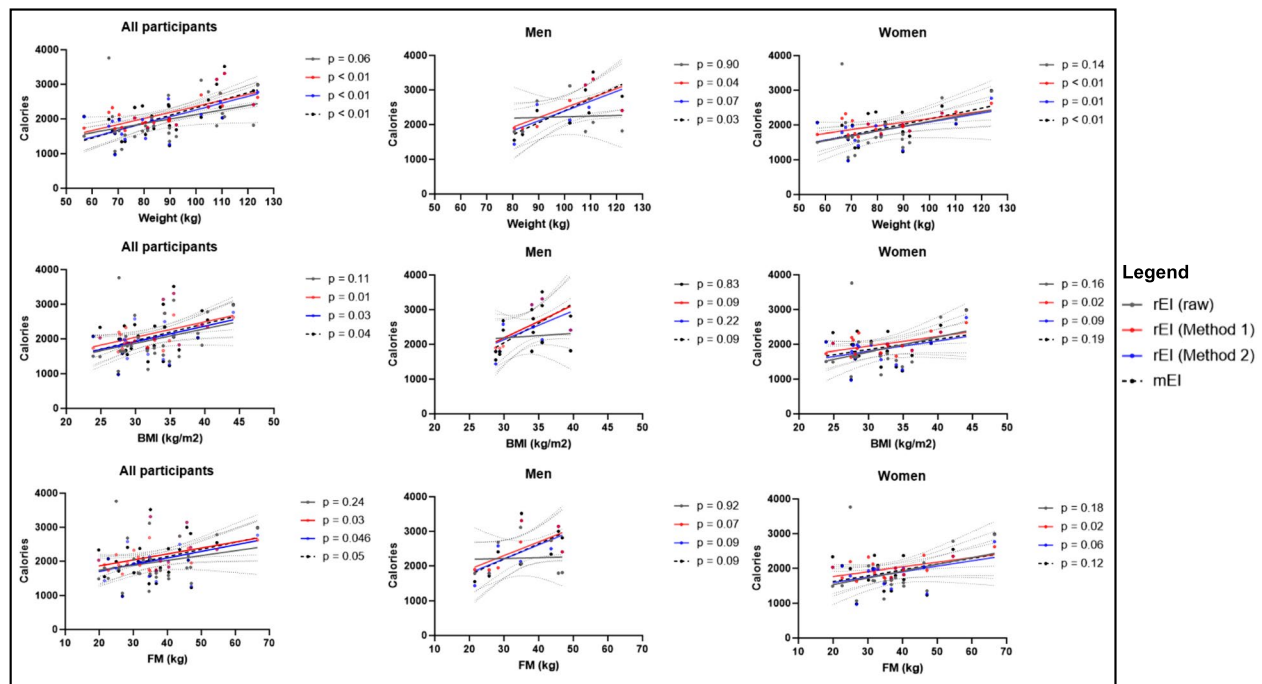 All participants
Men
Women
Calories
4000
3000
2000
1000
0
50 60 70 80 90 100 110 120 130
Weight (kg)
p = 0.06
p < 0.01
p < 0.01
p < 0.01
Calories
4000
3000
2000
1000
0
50 60 70 80 90 100 110 120 130
Weight (kg)
p = 0.90
p = 0.04
p = 0.07
p = 0.03
Calories
4000
3000
2000
1000
0
50 60 70 80 90 100 110 120 130
Weight (kg)
p = 0.14
p < 0.01
p = 0.01
p < 0.01
All participants
Men
Women
Calories
4000
3000
2000
1000
0
20 25 30 35 40 45 50
BMI (kg/m2)
p = 0.11
p = 0.01
p = 0.03
p = 0.04
Calories
4000
3000
2000
1000
0
20 25 30 35 40 45 50
BMI (kg/m2)
p = 0.83
p = 0.09
p = 0.22
p = 0.09
Calories
4000
3000
2000
1000
0
20 25 30 35 40 45 50
BMI (kg/m2)
p = 0.16
p = 0.02
p = 0.09
p = 0.19
All participants
Men
Women
Calories
4000
3000
2000
1000
0
10 20 30 40 50 60 70
FM (kg)
p = 0.24
p = 0.03
p = 0.046
p = 0.05
Calories
4000
3000
2000
1000
0
10 20 30 40 50 60 70
FM (kg)
p = 0.92
p = 0.07
p = 0.09
p = 0.09
Calories
4000
3000
2000
1000
0
10 20 30 40 50 60 70
FM (kg)
p = 0.18
p = 0.02
p = 0.06
p = 0.12
Legend
rEI (raw)
rEI (Method 1)
rEI (Method 2)
mEI